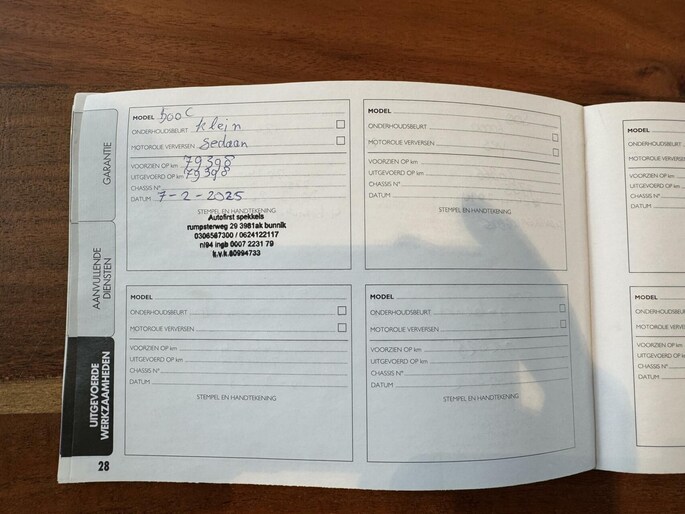 GARANTIE
AANVULLENDE
DIENSTEN
UITGEVOERDE
WERKZAAMHEDEN
28
MODEL 500C
ONDERHOUDSBEURT klein
MOTOROLIE VERVERSEN Sedaan
VOORZIEN OP km 79398
UITGEVOERD OP km 79398
CHASSIS N°
DATUM 7-2-2025
STEMPEL EN HANDTEKENING
Autofirst spekkels
rumpsterweg 29 3981ak bunnik
0306567300 / 0624122117
nl94 ingb 0007 2231 79
k.v.k.80994733
MODEL
ONDERHOUDSBEURT
MOTOROLIE VERVERSEN
VOORZIEN OP km
UITGEVOERD OP km
CHASSIS N°
DATUM
STEMPEL EN HANDTEKENING
MODEL
ONDERHOUDSBEURT
MOTOROLIE VERVERSEN
VOORZIEN OP km
UITGEVOERD OP km
CHASSIS N°
DATUM
STEMPEL EN HANDTEKENING
MODEL
ONDERHOUDSBEURT
MOTOROLIE VERVERSEN
VOORZIEN OP km
UITGEVOERD OP km
CHASSIS N°
DATUM
STEMPEL EN HANDTEKENING
MODEL
ONDERHOUDSBEURT
MOTOROLIE VERVERSEN
VOORZIEN OP km
UITGEVOERD OP km
CHASSIS N°
DATUM
MODEL
ONDERHOUDSBEURT
MOTOROLIE VERVE
VOORZIEN OP km
UITGEVOERD OP km
CHASSIS N°
DATUM